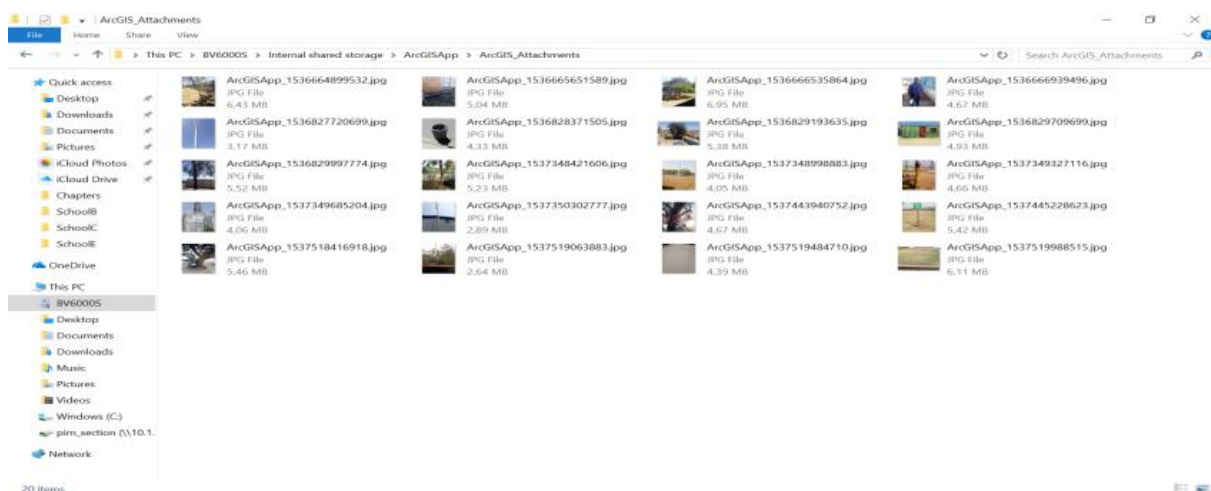 ArcGIS_Attachments
File Home Share View
This PC > BV6000S > Internal shared storage > ArcGISApp > ArcGIS_Attachments
Search ArcGIS_Attachments
Quick access
Desktop
Downloads
Documents
Pictures
iCloud Photos
iCloud Drive
Chapters
SchoolB
SchoolC
SchoolE
OneDrive
This PC
BV6000S
Desktop
Documents
Downloads
Music
Pictures
Videos
Windows (C:)
pim_section (\\10.1.
Network
ArcGISApp_1536664899532.jpg ArcGISApp_1536665651589.jpg ArcGISApp_1536666535864.jpg ArcGISApp_1536666939496.jpg
JPG File JPG File JPG File JPG File
6,43 MB 5,04 MB 6,95 MB 4,67 MB
ArcGISApp_1536827720699.jpg ArcGISApp_1536828371505.jpg ArcGISApp_1536829193635.jpg ArcGISApp_1536829709699.jpg
JPG File JPG File JPG File JPG File
3,17 MB 4,33 MB 5,38 MB 4,93 MB
ArcGISApp_1536829997774.jpg ArcGISApp_1537348421606.jpg ArcGISApp_1537348998883.jpg ArcGISApp_1537349327116.jpg
JPG File JPG File JPG File JPG File
5,52 MB 5,23 MB 4,05 MB 4,66 MB
ArcGISApp_1537349685204.jpg ArcGISApp_1537350302777.jpg ArcGISApp_1537443940752.jpg ArcGISApp_1537445228623.jpg
JPG File JPG File JPG File JPG File
4,06 MB 2,89 MB 4,67 MB 5,42 MB
ArcGISApp_1537518416918.jpg ArcGISApp_1537519063883.jpg ArcGISApp_1537519484710.jpg ArcGISApp_1537519988515.jpg
JPG File JPG File JPG File JPG File
5,46 MB 2,64 MB 4,39 MB 6,11 MB
20 items